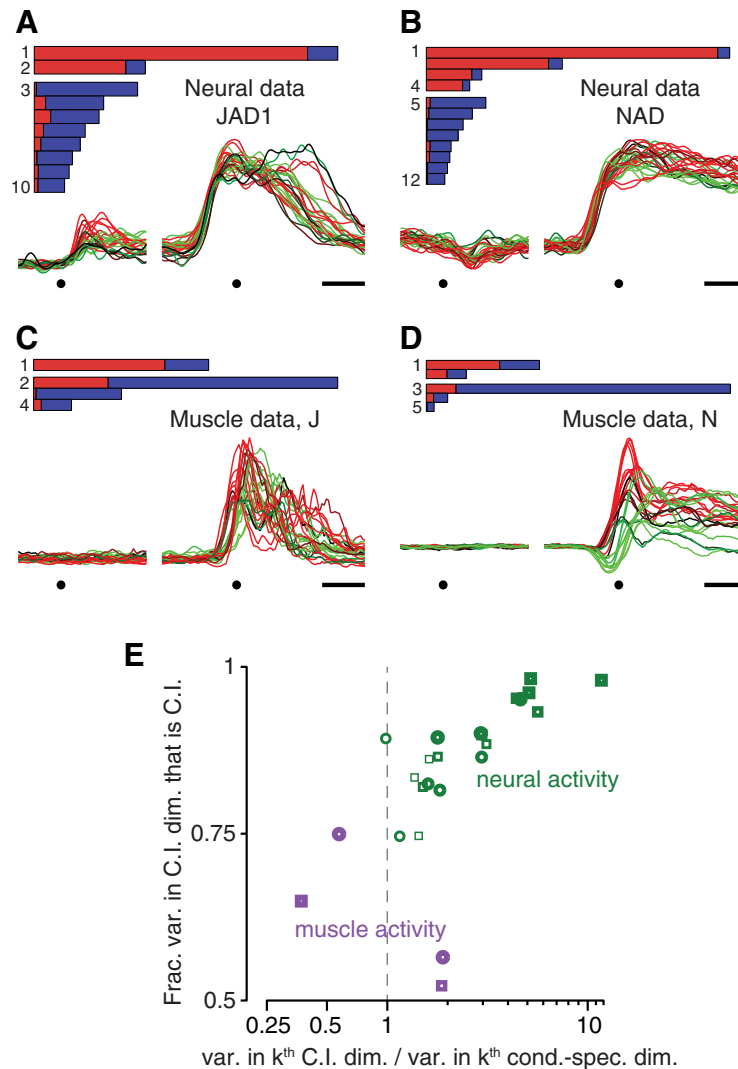 A
1
2
3
10
Neural data
JAD1
B
1
4
5
12
Neural data
NAD
C
1
2
4
Muscle data, J
D
1
3
5
Muscle data, N
E
Frac. var. in C.I. dim. that is C.I.
1
0.75
0.5
neural activity
muscle activity
0.25
0.5
1
10
var. in kth C.I. dim. / var. in kth cond.-spec. dim.